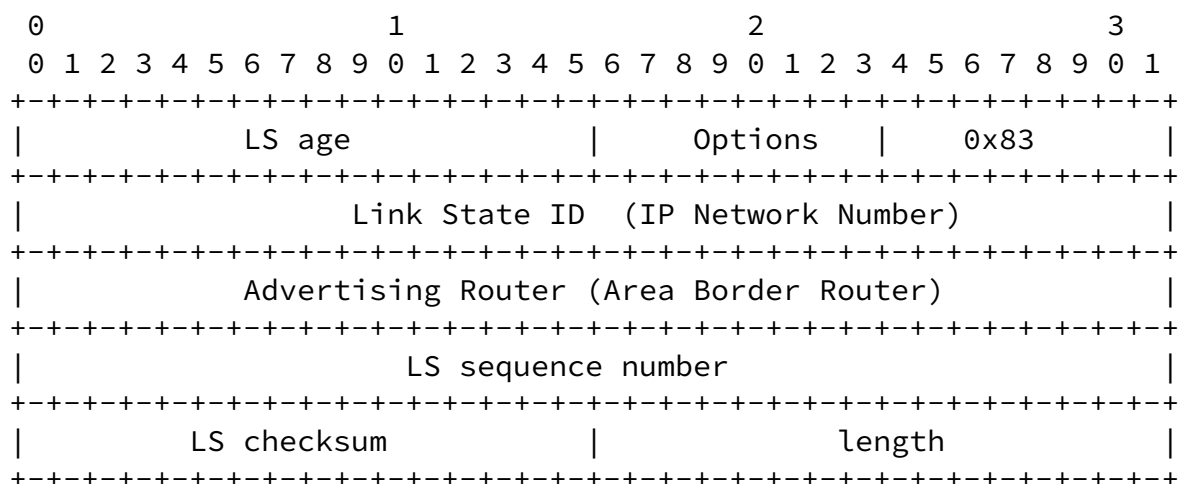 0                   1                   2                   3
0 1 2 3 4 5 6 7 8 9 0 1 2 3 4 5 6 7 8 9 0 1 2 3 4 5 6 7 8 9 0 1
+-+-+-+-+-+-+-+-+-+-+-+-+-+-+-+-+-+-+-+-+-+-+-+-+-+-+-+-+-+-+-+-+
|            LS age             |     Options   |    0x83       |
+-+-+-+-+-+-+-+-+-+-+-+-+-+-+-+-+-+-+-+-+-+-+-+-+-+-+-+-+-+-+-+-+
|                  Link State ID  (IP Network Number)           |
+-+-+-+-+-+-+-+-+-+-+-+-+-+-+-+-+-+-+-+-+-+-+-+-+-+-+-+-+-+-+-+-+
|            Advertising Router (Area Border Router)            |
+-+-+-+-+-+-+-+-+-+-+-+-+-+-+-+-+-+-+-+-+-+-+-+-+-+-+-+-+-+-+-+-+
|                     LS sequence number                        |
+-+-+-+-+-+-+-+-+-+-+-+-+-+-+-+-+-+-+-+-+-+-+-+-+-+-+-+-+-+-+-+-+
|         LS checksum           |             length            |
+-+-+-+-+-+-+-+-+-+-+-+-+-+-+-+-+-+-+-+-+-+-+-+-+-+-+-+-+-+-+-+-+